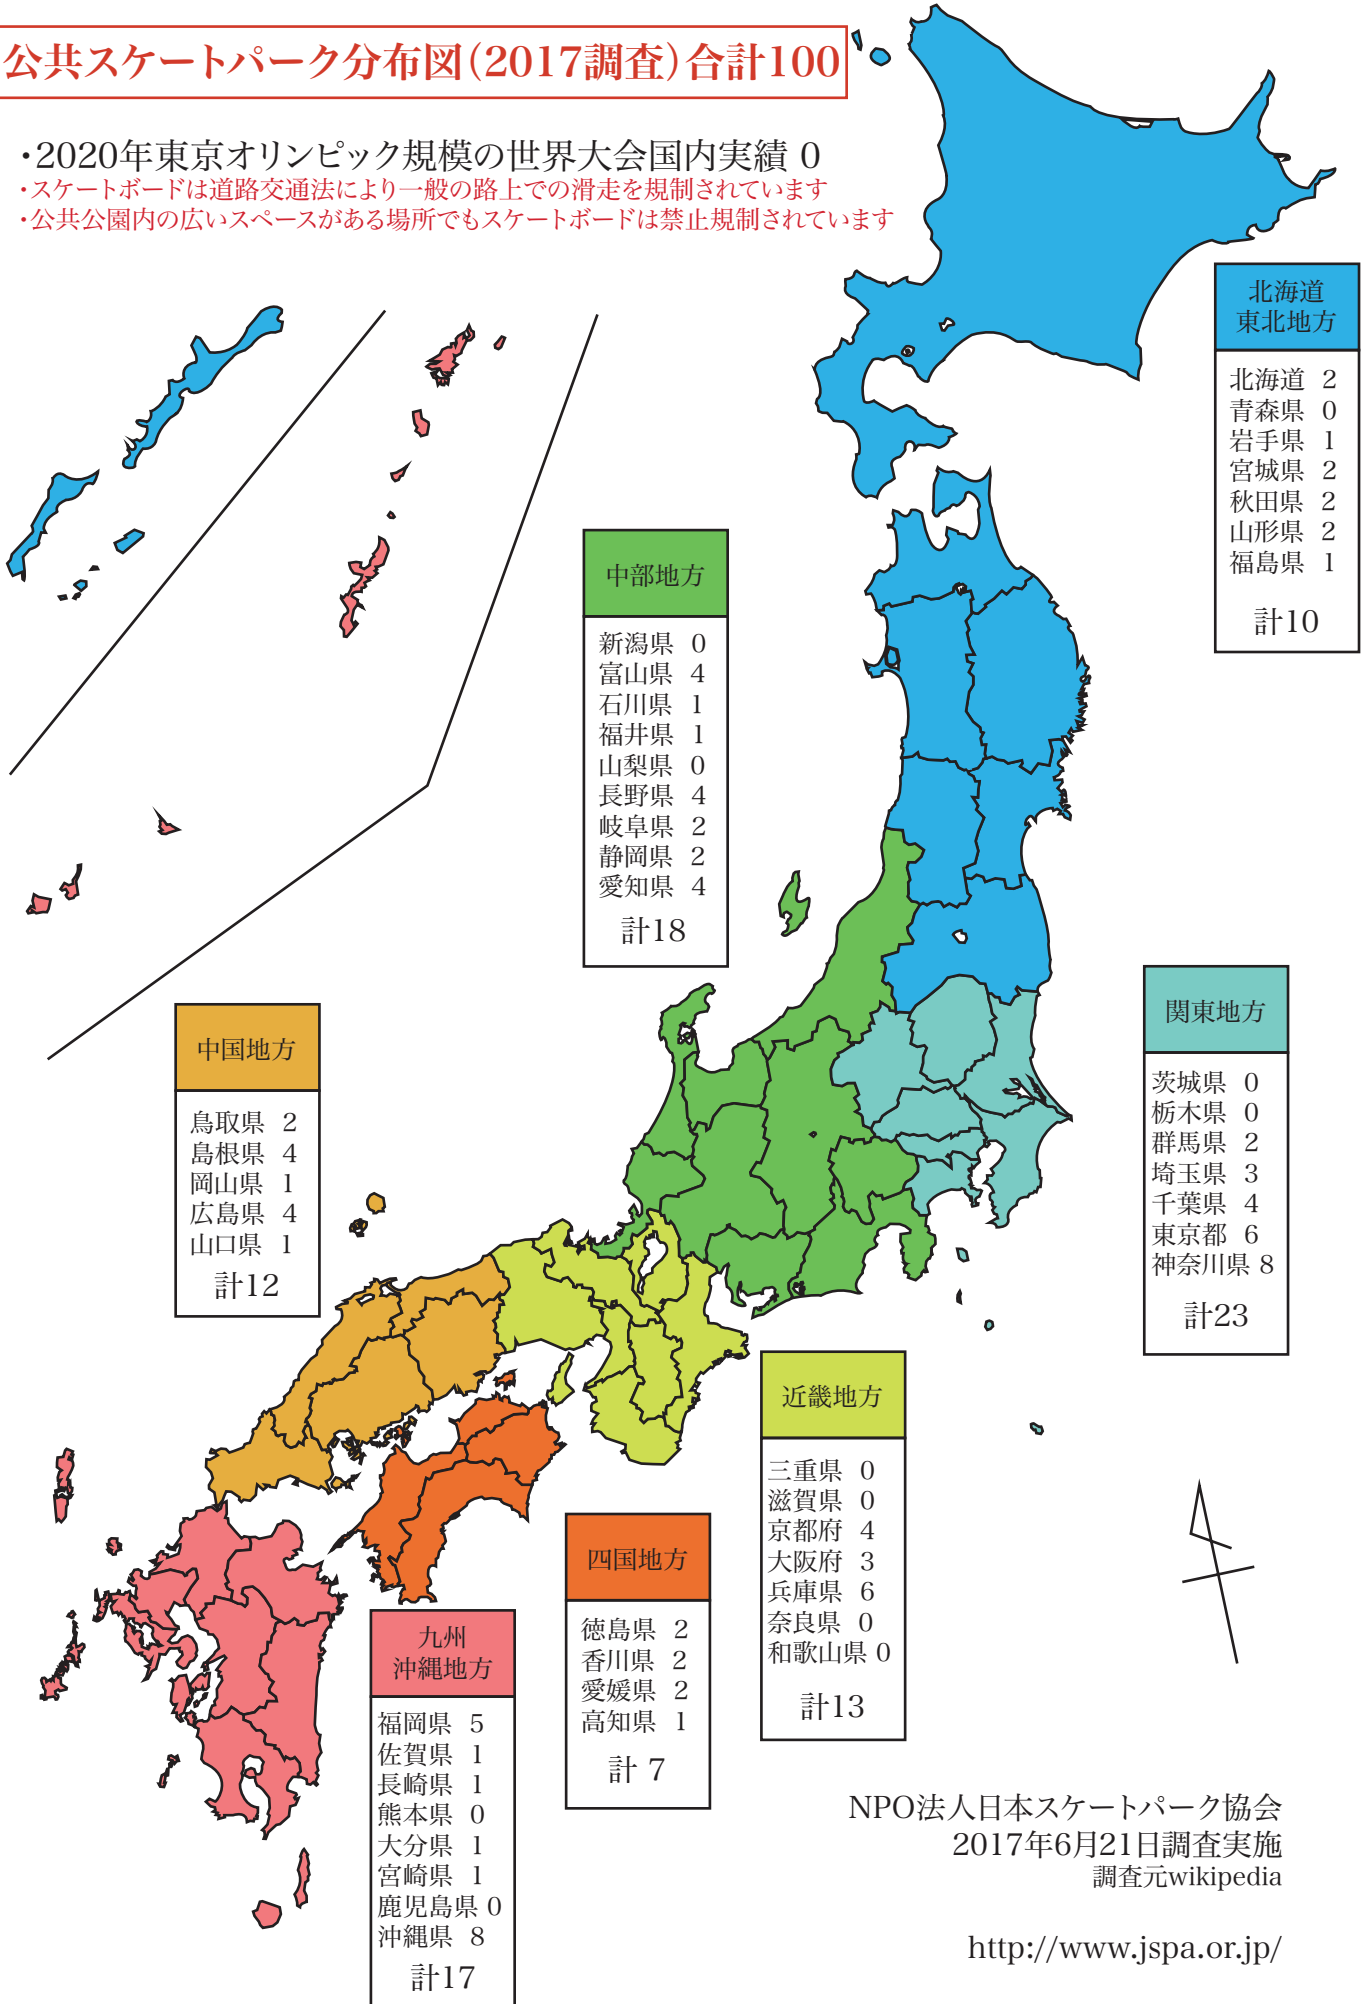 公共スケートパーク分布図(2017調査)合計100
・2020年東京オリンピック規模の世界大会国内実績 0
・スケートボードは道路交通法により一般の路上での滑走を規制されています
・公共公園内の広いスペースがある場所でもスケートボードは禁止規制されています
北海道
東北地方
北海道 2
青森県 0
岩手県 1
宮城県 2
秋田県 2
山形県 2
福島県 1
計10
中部地方
新潟県 0
富山県 4
石川県 1
福井県 1
山梨県 0
長野県 4
岐阜県 2
静岡県 2
愛知県 4
計18
関東地方
茨城県 0
栃木県 0
群馬県 2
埼玉県 3
千葉県 4
東京都 6
神奈川県 8
計23
中国地方
鳥取県 2
島根県 4
岡山県 1
広島県 4
山口県 1
計12
近畿地方
三重県 0
滋賀県 0
京都府 4
大阪府 3
兵庫県 6
奈良県 0
和歌山県 0
計13
四国地方
徳島県 2
香川県 2
愛媛県 2
高知県 1
計 7
九州
沖縄地方
福岡県 5
佐賀県 1
長崎県 1
熊本県 0
大分県 1
宮崎県 1
鹿児島県 0
沖縄県 8
計17
NPO法人日本スケートパーク協会
2017年6月21日調査実施
調査元wikipedia
http://www.jspa.or.jp/